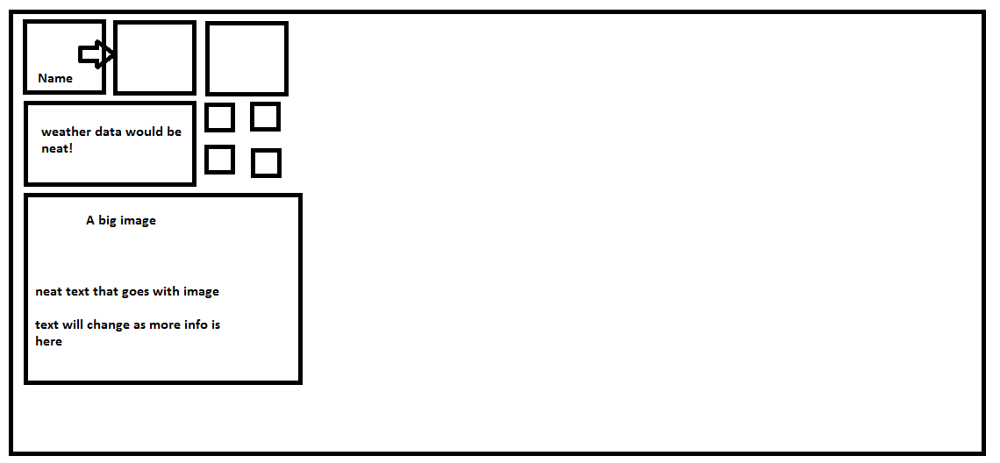 Name
weather data would be
neat!
A big image
neat text that goes with image
text will change as more info is
here